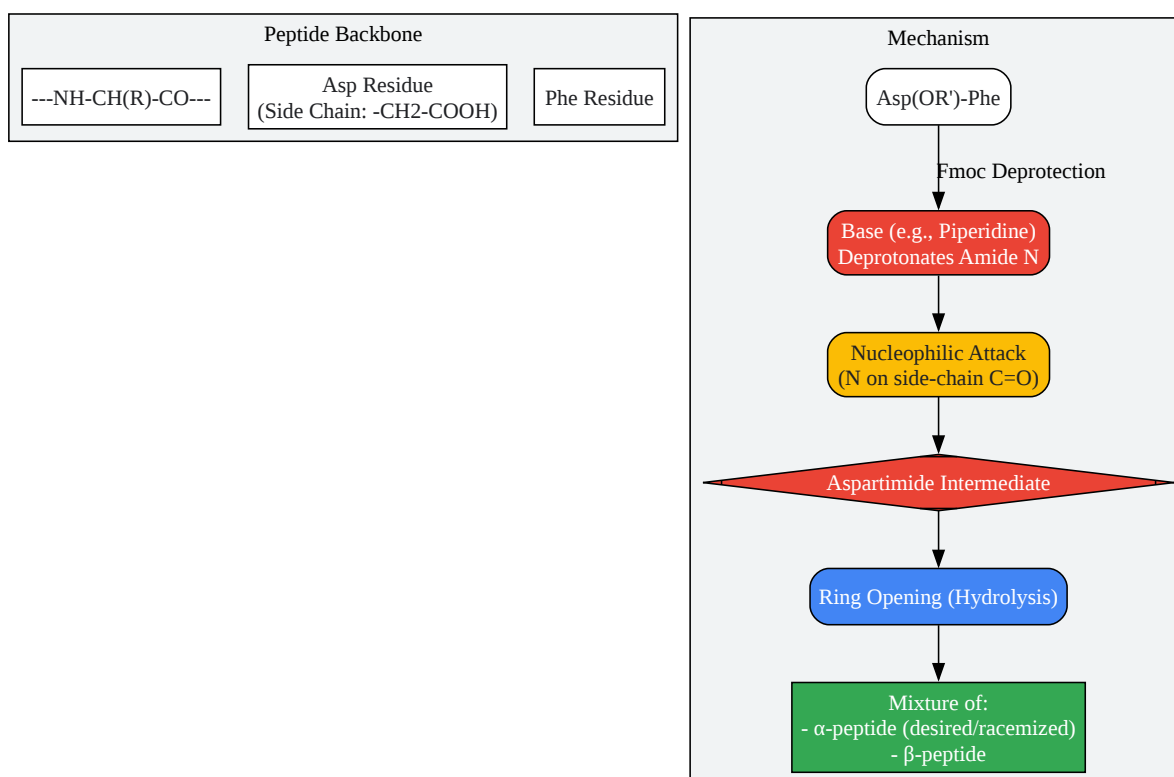 Peptide Backbone
---NH-CH(R)-CO---
Asp Residue
(Side Chain: -CH2-COOH)
Phe Residue
Mechanism
Asp(OR')-Phe
Fmoc Deprotection
Base (e.g., Piperidine)
Deprotonates Amide N
Nucleophilic Attack
(N on side-chain C=O)
Aspartimide Intermediate
Ring Opening (Hydrolysis)
Mixture of:
- α-peptide (desired/racemized)
- β-peptide